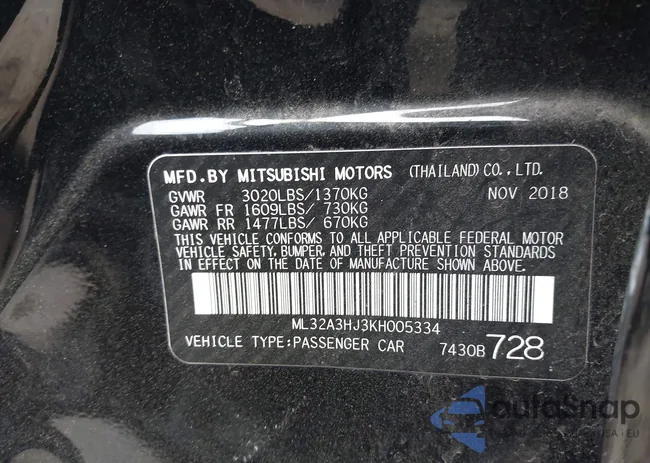 MFD.BY MITSUBISHI MOTORS (THAILAND)CO.,LTD.
GVWR 3020LBS/1370KG NOV 2018
GAWR FR 1609LBS/ 730KG
GAWR RR 1477LBS/ 670KG
THIS VEHICLE CONFORMS TO ALL APPLICABLE FEDERAL MOTOR
VEHICLE SAFETY, BUMPER, AND THEFT PREVENTION STANDARDS
IN EFFECT ON THE DATE OF MANUFACTURE SHOWN ABOVE.
ML32A3HJ3KH005334
VEHICLE TYPE:PASSENGER CAR 7430B 728
autoSnap